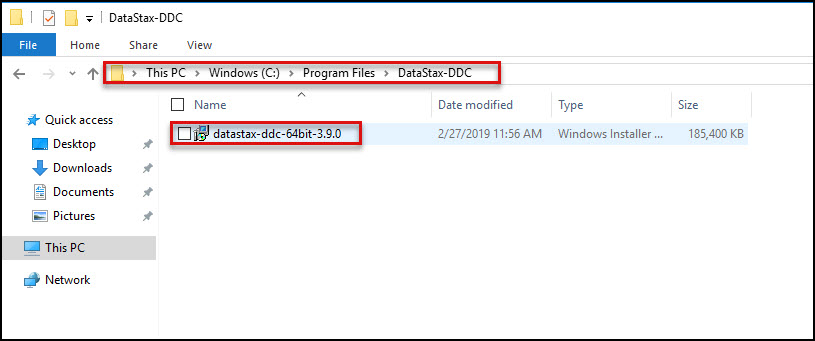 DataStax-DDC
File Home Share View
This PC Windows (C:) Program Files DataStax-DDC
Name Date modified Type Size
datastax-ddc-64bit-3.9.0 2/27/2019 11:56 AM Windows Installer ... 185,400 KB
Quick access
Desktop
Downloads
Documents
Pictures
This PC
Network